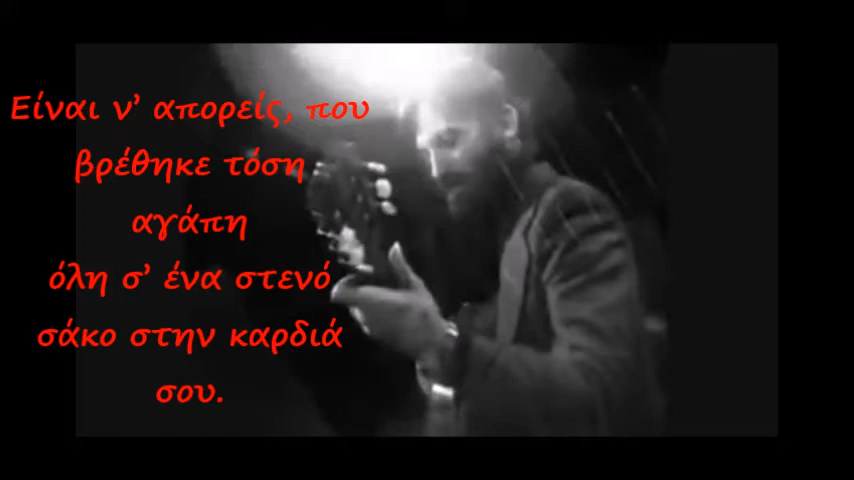 Είναι ν' απορείς, που
βρέθηκε τόση
αγάπη
όλη σ' ένα στενό
σάκο στην καρδιά
σου.